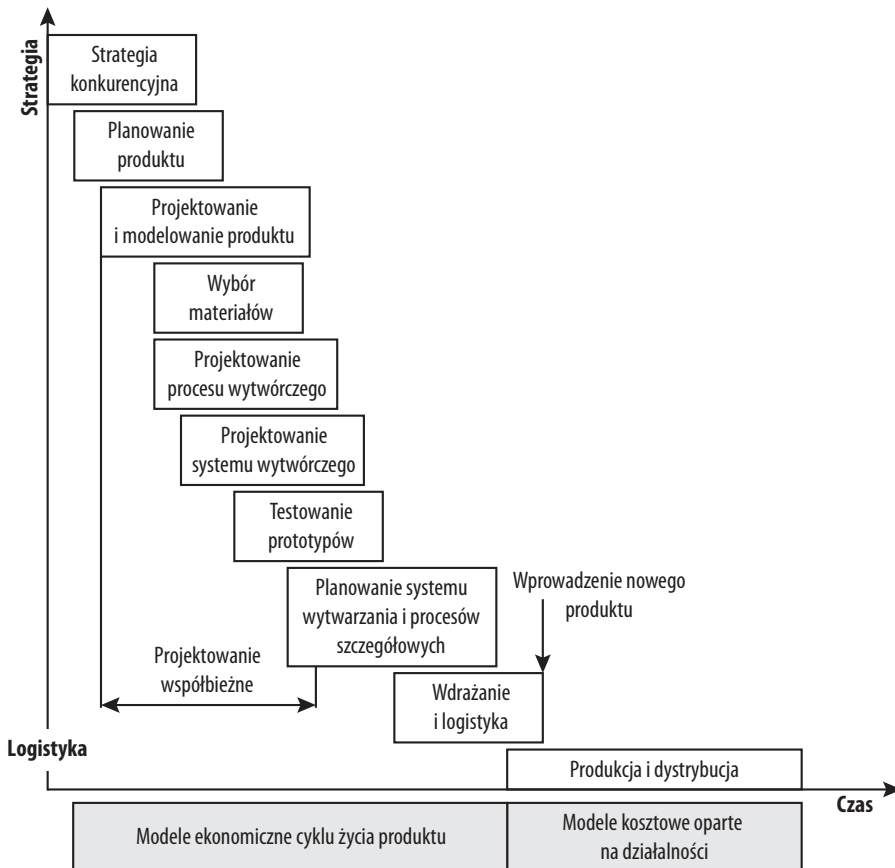 Strategia
Strategia
konkurencyjna
Planowanie
produktu
Projektowanie
i modelowanie produktu
Wybór
materiałów
Projektowanie
procesu wytwórczego
Projektowanie
systemu wytwórczego
Testowanie
prototypów
Planowanie systemu
wytwarzania i procesów
szczegółowych
Wprowadzenie nowego
produktu
Projektowanie
współbieżne
Wdrażanie
i logistyka
Logistyka
Produkcja i dystrybucja
Czas
Modele ekonomiczne cyklu życia produktu
Modele kosztowe oparte
na działalności